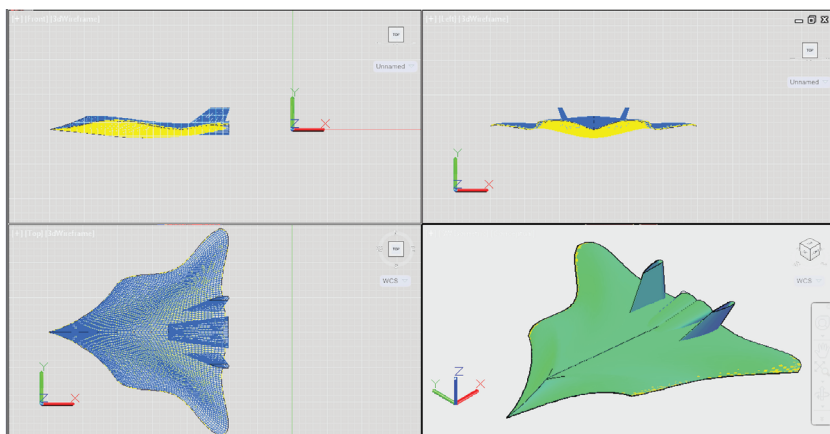 [+] [Front] [3dWireframe]
TOP
Unnamed
Y
Z
X
[+] [Left] [3dWireframe]
TOP
Unnamed
Y
Z
X
[+] [Top] [3dWireframe]
TOP
WCS
Y
Z
X
WCS
Z
Y
X